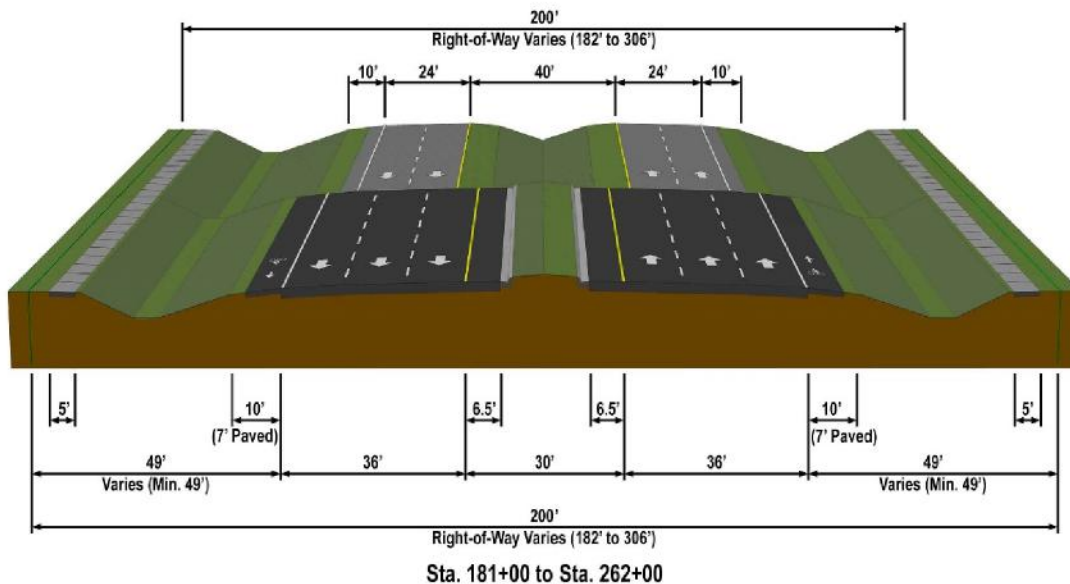 200’
Right-of-Way Varies (182’ to 306’)
10’ 24’ 40’ 24’ 10’
5’ 10’ 6.5’ 6.5’ 10’ 5’
(7’ Paved) (7’ Paved)
49’ 36’ 30’ 36’ 49’
Varies (Min. 49’) Varies (Min. 49’)
200’
Right-of-Way Varies (182’ to 306’)
Sta. 181+00 to Sta. 262+00